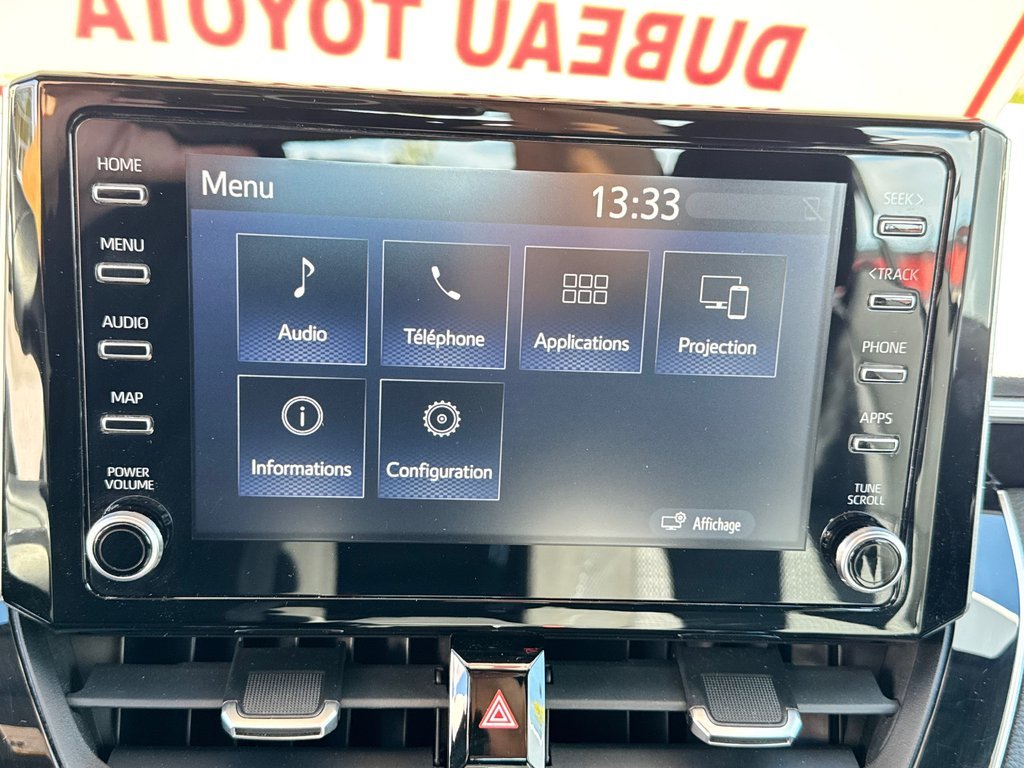 DUBEAU TOYOTA
HOME
MENU
AUDIO
MAP
POWER
VOLUME
Menu
13:33
Audio
Téléphone
Applications
Projection
Informations
Configuration
Affichage
SEEK>
<TRACK
PHONE
APPS
TUNE
SCROLL